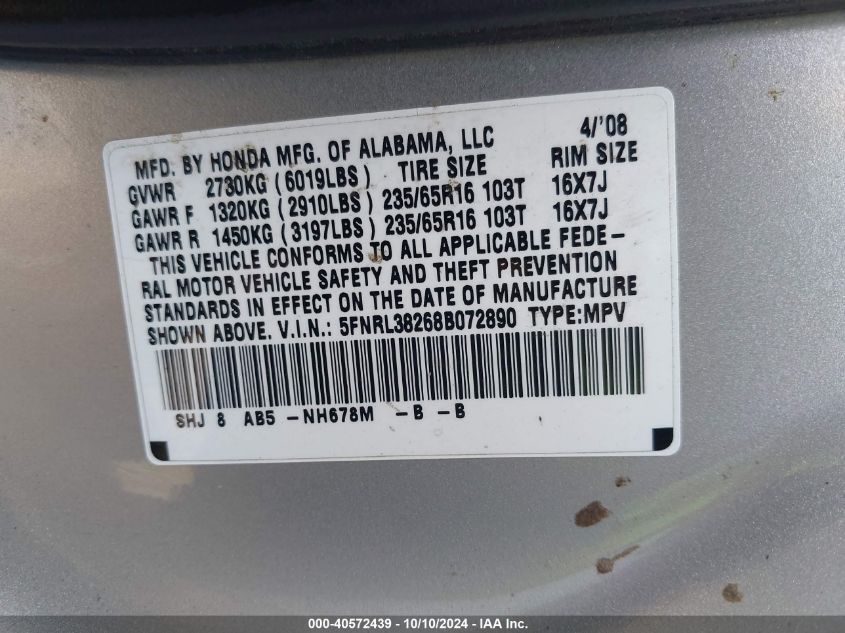 MFD. BY HONDA MFG. OF ALABAMA, LLC 4/'08
GVWR 2730KG (6019LBS) TIRE SIZE RIM SIZE
GAWR F 1320KG (2910LBS) 235/65R16 103T 16X7J
GAWR R 1450KG (3197LBS) 235/65R16 103T 16X7J
THIS VEHICLE CONFORMS TO ALL APPLICABLE FEDE-
RAL MOTOR VEHICLE SAFETY AND THEFT PREVENTION
STANDARDS IN EFFECT ON THE DATE OF MANUFACTURE
SHOWN ABOVE. V.I.N.: 5FNRL38268B072890 TYPE:MPV
SHJ 8 AB5 -NH678M -B -B
000-40572439 - 10/10/2024 - IAA Inc.